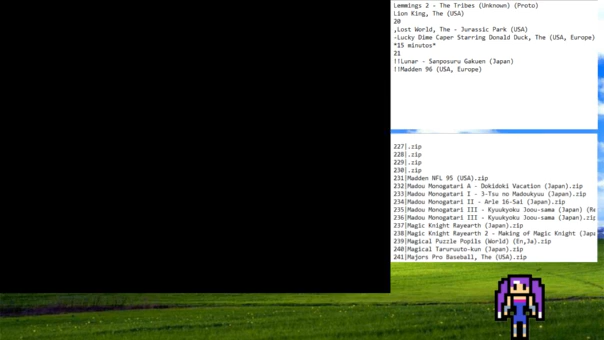 Lemmings 2 - The Tribes (Unknown) (Proto)
Lion King, The (USA)
20
,Lost World, The - Jurassic Park (USA)
-Lucky Dime Caper Starring Donald Duck, The (USA, Europe)
*15 minutos*
21
!!Lunar - Sanposuru Gakuen (Japan)
!!Madden 96 (USA, Europe)
227|.zip
228|.zip
229|.zip
230|.zip
231|Madden NFL 95 (USA).zip
232|Madou Monogatari A - Dokidoki Vacation (Japan).zip
233|Madou Monogatari I - 3-Tsu no Madoukyuu (Japan).zip
234|Madou Monogatari II - Arle 16-Sai (Japan).zip
235|Madou Monogatari III - Kyuukyoku Joou-sama (Japan) (Re
236|Madou Monogatari III - Kyuukyoku Joou-sama (Japan).zip
237|Magic Knight Rayearth (Japan).zip
238|Magic Knight Rayearth 2 - Making of Magic Knight (Japa
239|Magical Puzzle Popils (World) (En,Ja).zip
240|Magical Taruruuto-kun (Japan).zip
241|Majors Pro Baseball, The (USA).zip